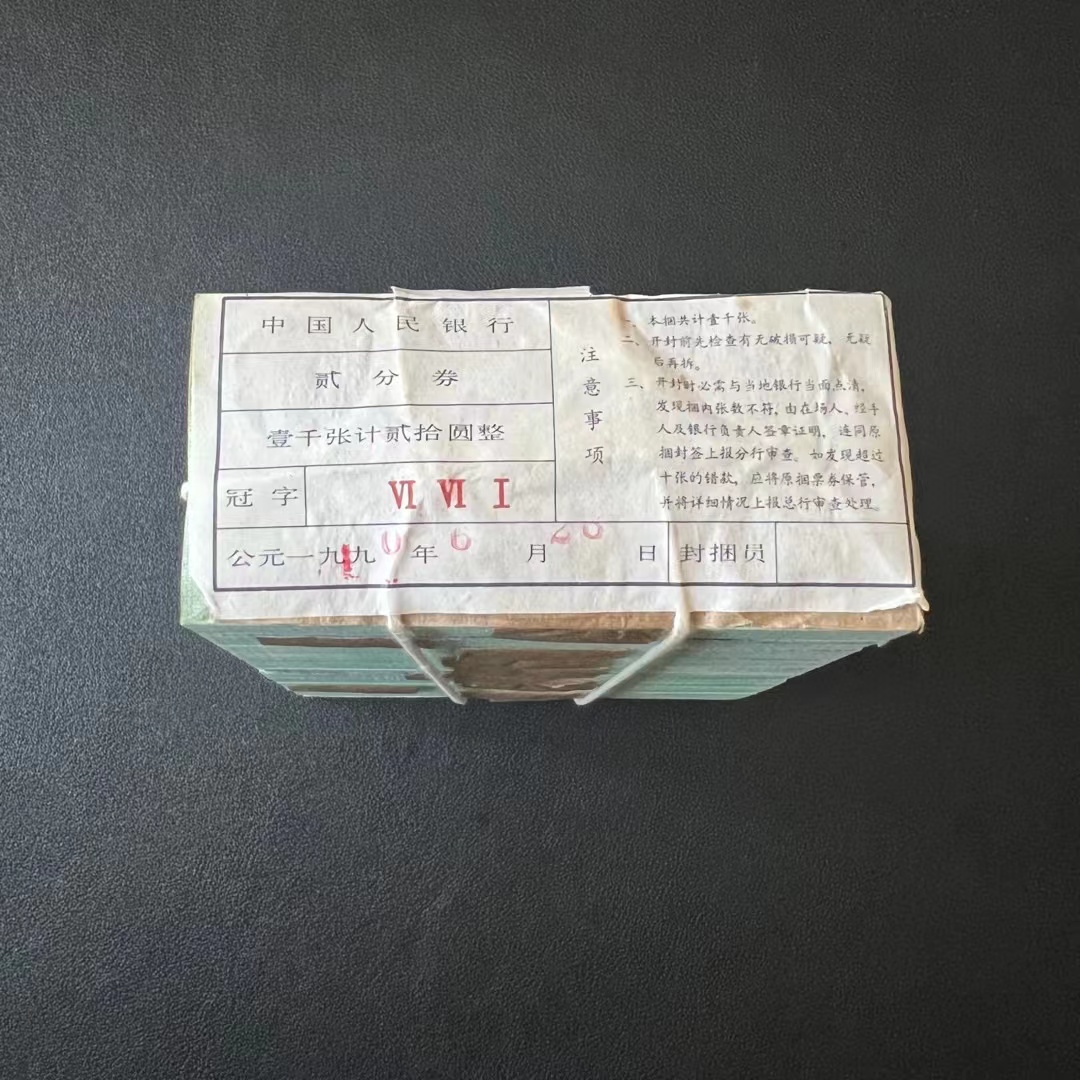 中国人民银行
贰分券
壹千张计贰拾圆整
冠字 Ⅵ Ⅵ Ⅰ
公元一九九0年6月20日 封捆员
注意事项
一、本捆共计壹千张。
二、开封前先检查有无破损可疑，无疑
后再拆。
三、开封时必需与当地银行当面点清，
发现捆内张数不符，由在场人、经手
人及银行负责人签章证明，连同原
捆封签上报分行审查。如发现超过
十张的错款，应将原捆票券保管，
并将详细情况上报总行审查处理。